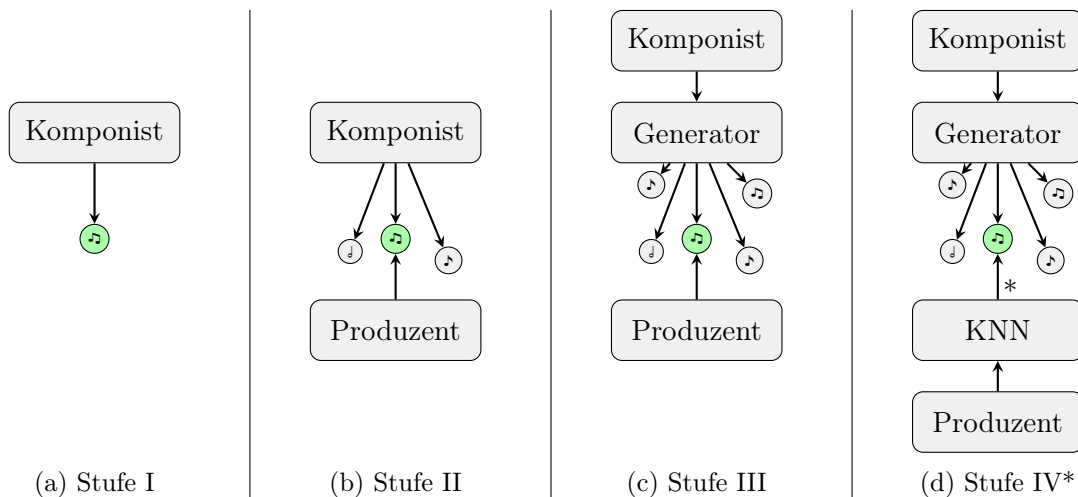 Komponist
(a) Stufe I
Komponist
Produzent
(b) Stufe II
Komponist
Generator
Produzent
(c) Stufe III
Komponist
Generator
*
KNN
Produzent
(d) Stufe IV*